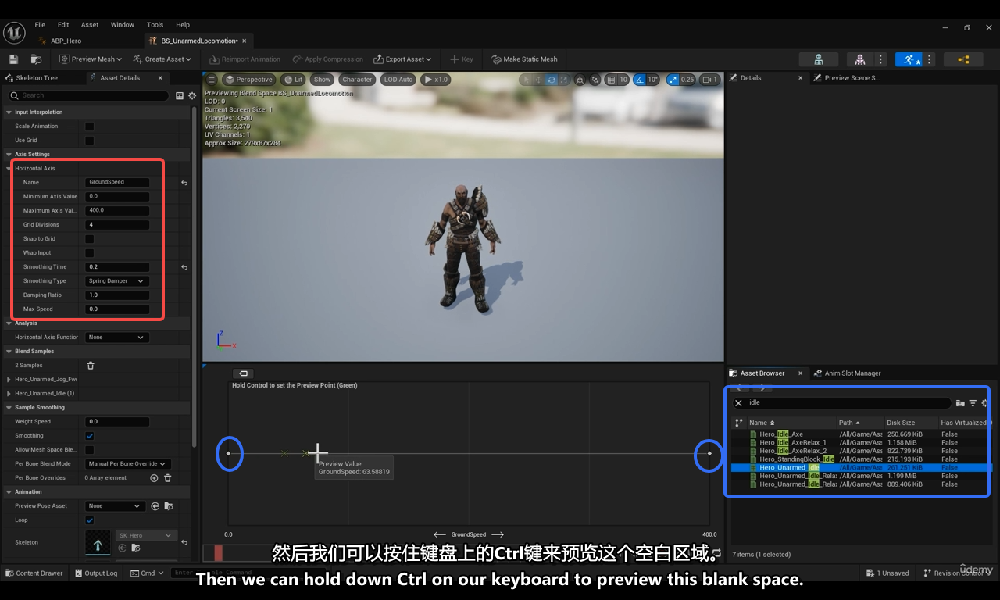 File Edit Asset Window Tools Help
ABP_Hero
BS_UnarmedLocomotion*
Preview Mesh
Create Asset
Reimport Animation
Apply Compression
Export Asset
Key
Make Static Mesh
Skeleton Tree
Asset Details
Search
Input Interpolation
Scale Animation
Use Grid
Axis Settings
Horizontal Axis
Name GroundSpeed
Minimum Axis Value 0.0
Maximum Axis Val... 400.0
Grid Divisions 4
Snap to Grid
Wrap Input
Smoothing Time 0.2
Smoothing Type Spring Damper
Damping Ratio 1.0
Max Speed 0.0
Analysis
Horizontal Axis Function None
Blend Samples
2 Samples
Hero_Unarmed_Jog_Fwd
Hero_Unarmed_Idle (1)
Sample Smoothing
Weight Speed 0.0
Smoothing
Allow Mesh Space Ble...
Per Bone Blend Mode Manual Per Bone Override
Per Bone Overrides 0 Array element
Animation
Preview Pose Asset None
Loop
Skeleton SK_Hero
Perspective Lit Show Character LOD Auto x1.0
10 10° 0.25 1
Previewing Blend Space BS_UnarmedLocomotion
LOD: 0
Current Screen Size: 1
Triangles: 3,540
Vertices: 2,270
UV Channels: 1
Approx Size: 279x87x284
Z
X
Hold Control to set the Preview Point (Green)
Preview Value
GroundSpeed: 63.58819
0.0 GroundSpeed 400.0
Details
Preview Scene S...
Asset Browser
Anim Slot Manager
idle
Name Path Disk Size Has Virtualized D
Hero_Idle_Axe /All/Game/Ass 250.669 KiB False
Hero_Idle_AxeRelax_1 /All/Game/Ass 1.158 MiB False
Hero_Idle_AxeRelax_2 /All/Game/Ass 822.739 KiB False
Hero_StandingBlock_Idle /All/Game/Ass 215.193 KiB False
Hero_Unarmed_Idle /All/Game/Ass 261.251 KiB False
Hero_Unarmed_Idle_Relax /All/Game/Ass 1.199 MiB False
Hero_Unarmed_Idle_Relax /All/Game/Ass 889.406 KiB False
7 items (1 selected)
然后我们可以按住键盘上的Ctrl键来预览这个空白区域。
Then we can hold down Ctrl on our keyboard to preview this blank space.
Content Drawer
Output Log
Cmd
Enter Console Command
1 Unsaved
Revision Control
ûdemy